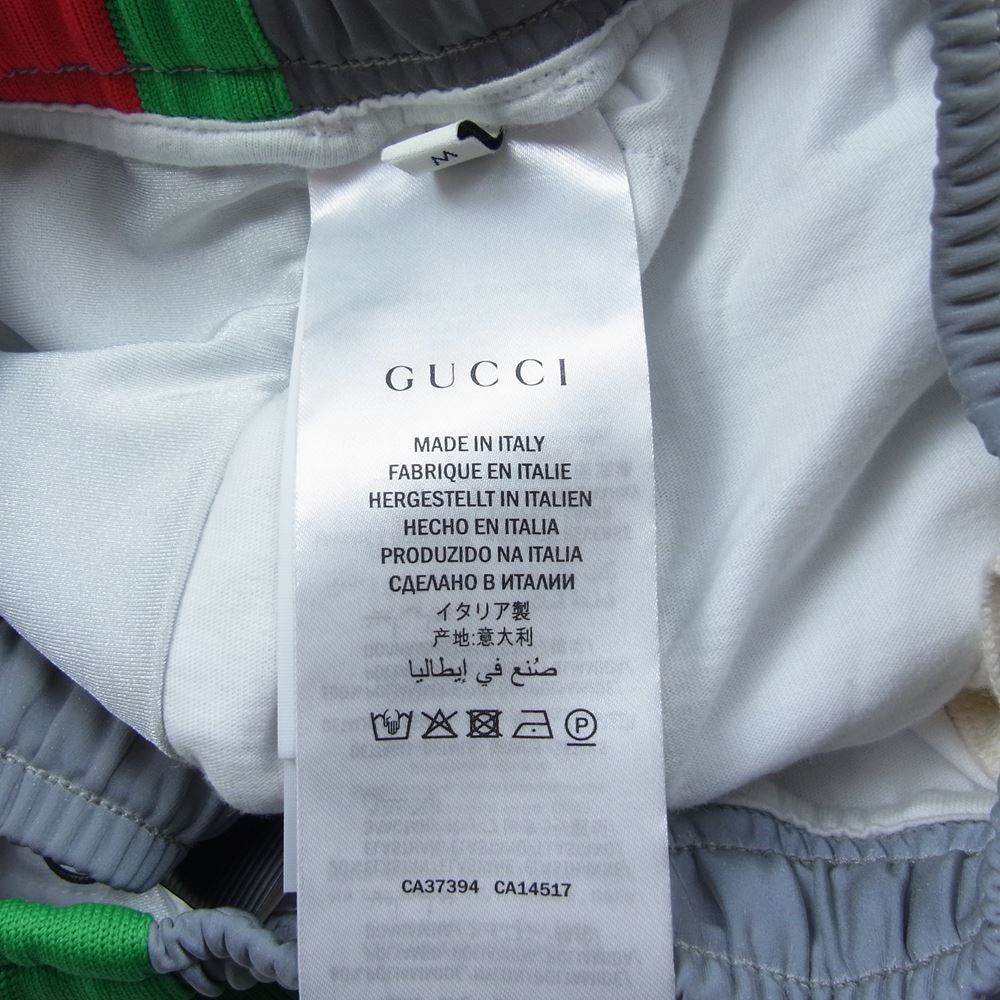 M
GUCCI
MADE IN ITALY
FABRIQUE EN ITALIE
HERGESTELLT IN ITALIEN
HECHO EN ITALIA
PRODUZIDO NA ITALIA
СДЕЛАНО В ИТАЛИИ
イタリア製
产地:意大利
صُنع في إيطاليا
P
CA37394 CA14517